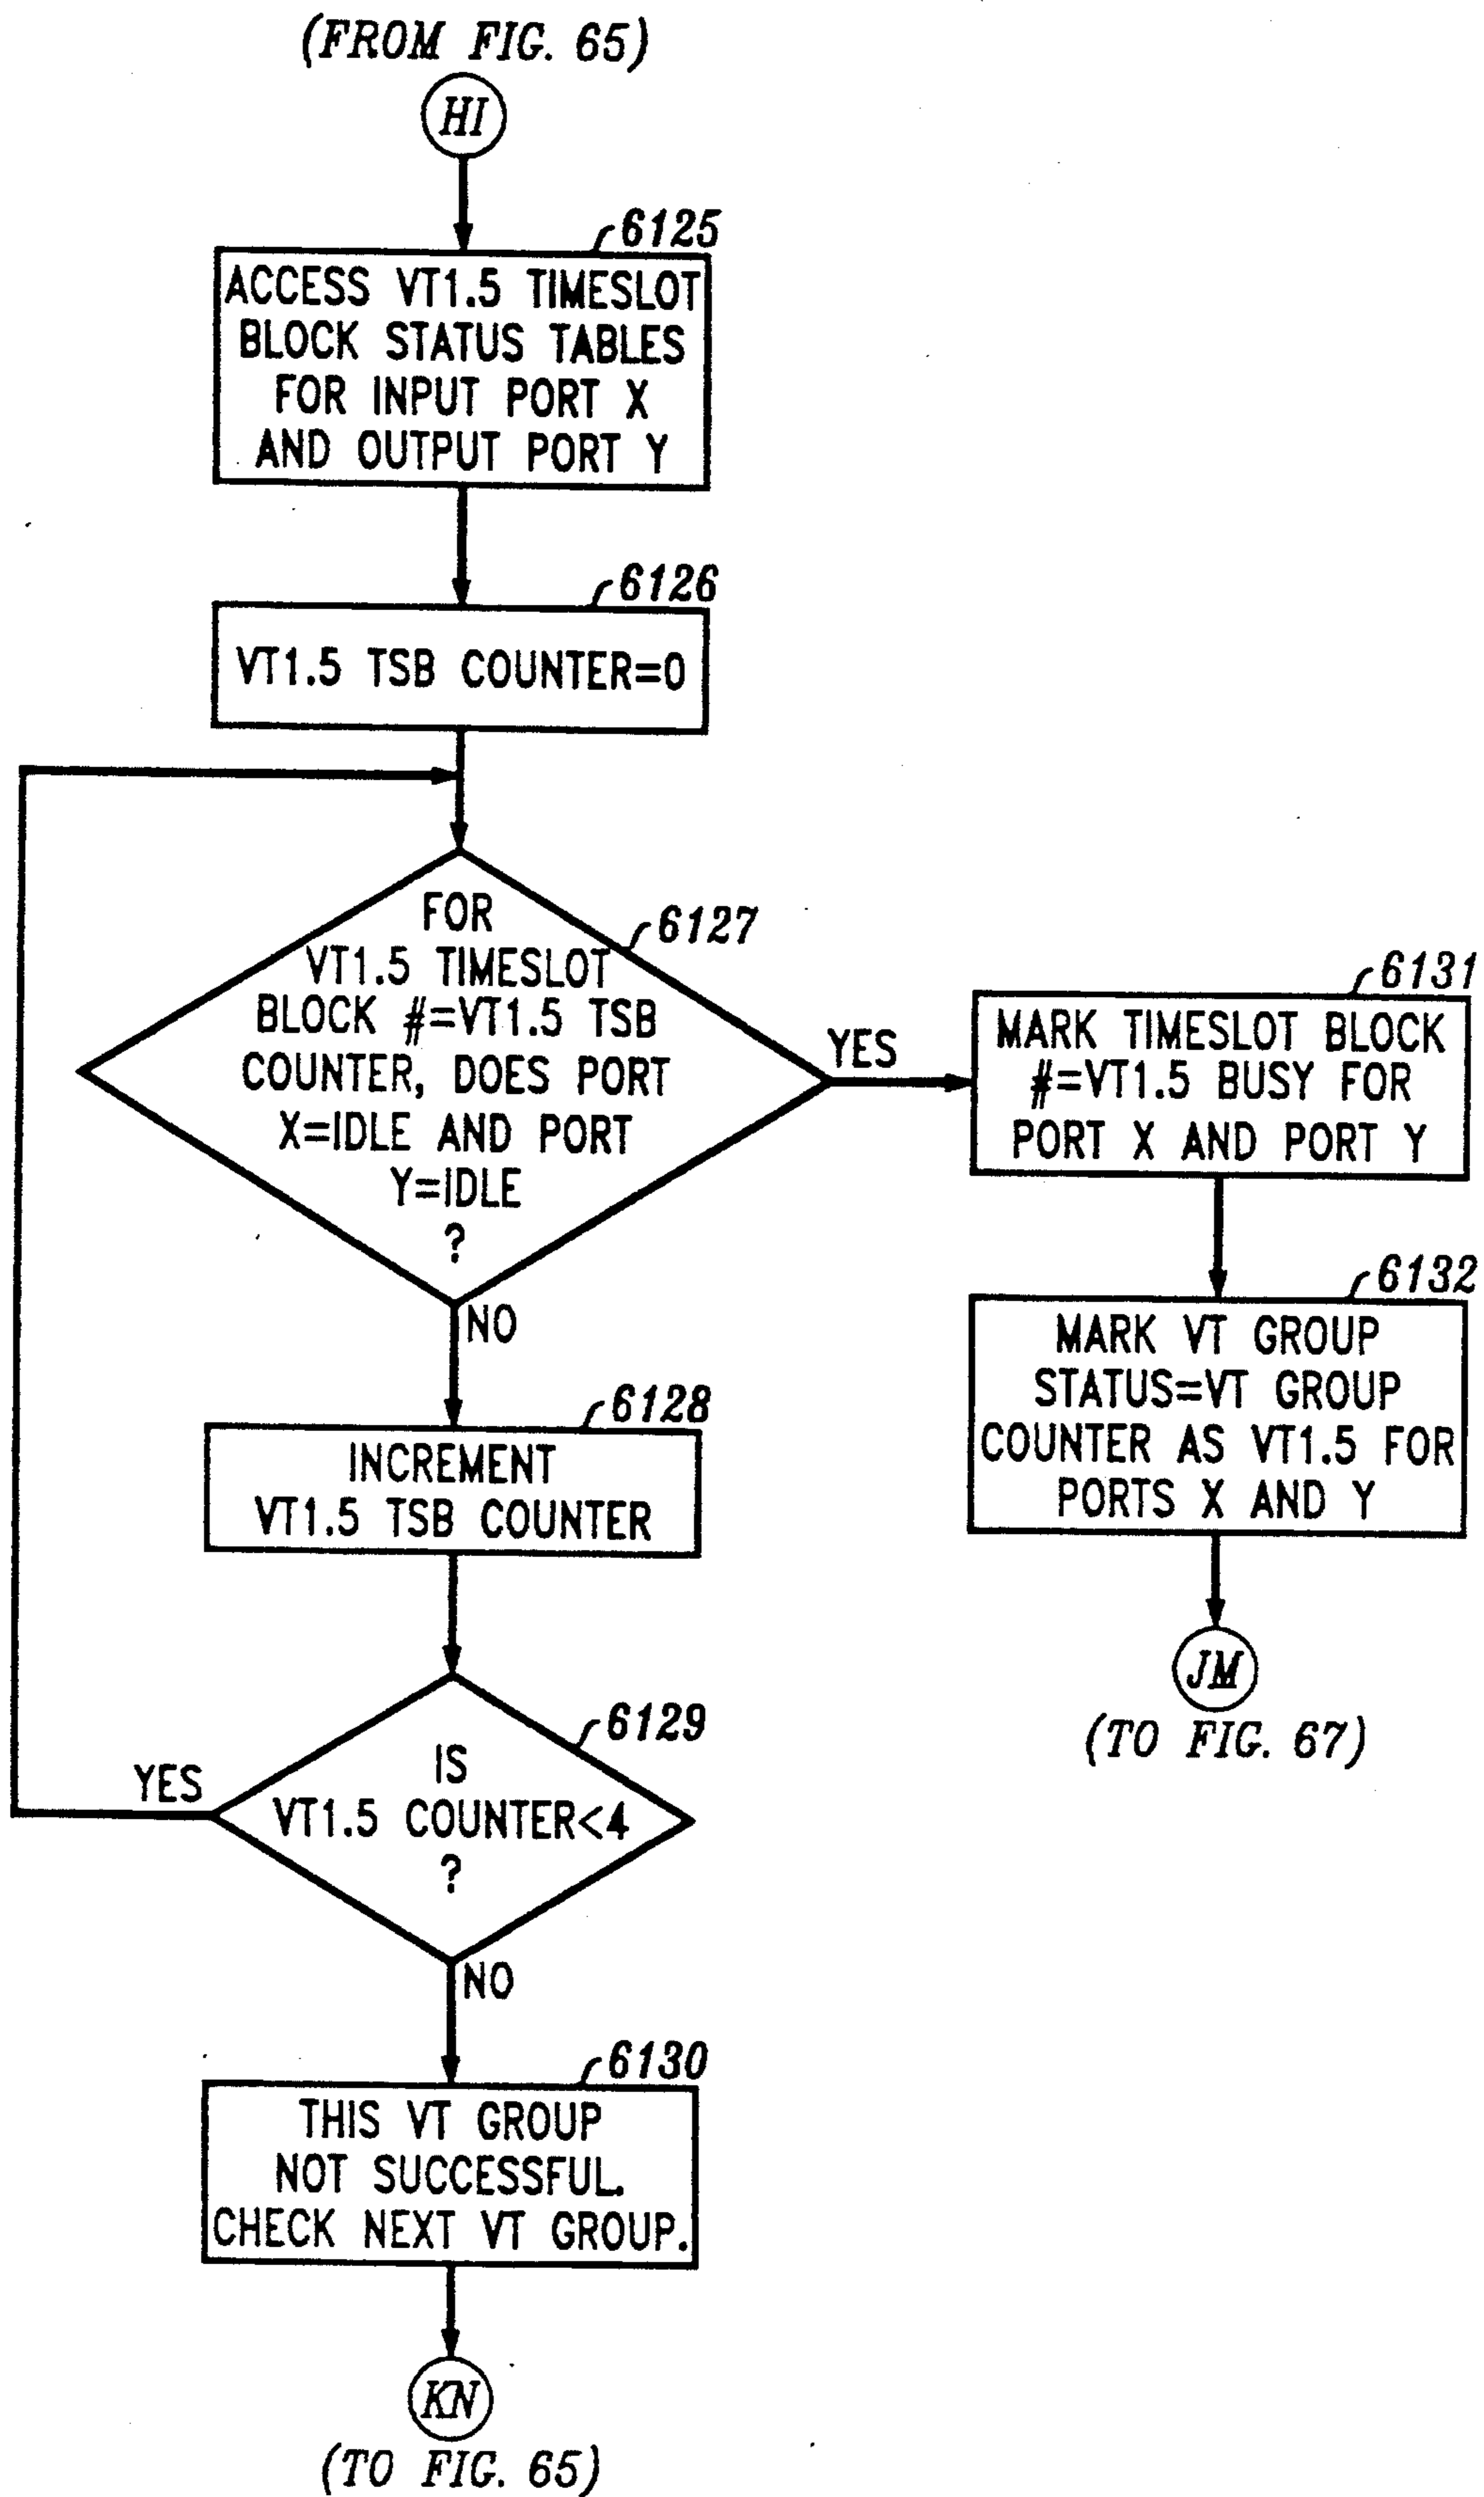 (FROM FIG. 65)
HI
6125
ACCESS VT1.5 TIMESLOT
BLOCK STATUS TABLES
FOR INPUT PORT X
AND OUTPUT PORT Y
6126
VT1.5 TSB COUNTER=0
6127
FOR
VT1.5 TIMESLOT
BLOCK #=VT1.5 TSB
COUNTER, DOES PORT
X=IDLE AND PORT
Y=IDLE
?
YES
NO
6131
MARK TIMESLOT BLOCK
#=VT1.5 BUSY FOR
PORT X AND PORT Y
6132
MARK VT GROUP
STATUS=VT GROUP
COUNTER AS VT1.5 FOR
PORTS X AND Y
JM
(TO FIG. 67)
6128
INCREMENT
VT1.5 TSB COUNTER
6129
IS
VT1.5 COUNTER<4
?
YES
NO
6130
THIS VT GROUP
NOT SUCCESSFUL.
CHECK NEXT VT GROUP.
KN
(TO FIG. 65)